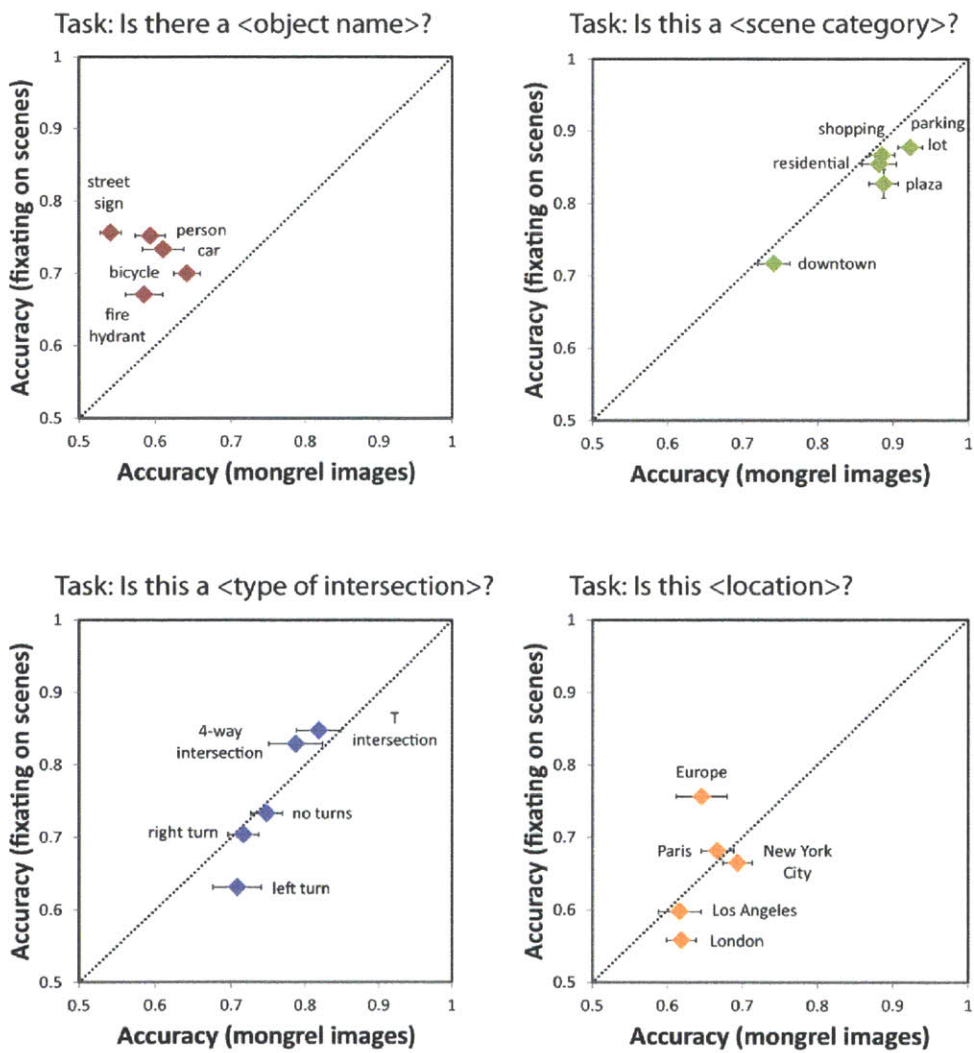 Task: Is there a <object name>?
Accuracy (fixating on scenes)
1
0.9
0.8
0.7
0.6
0.5
street
sign
person
car
bicycle
fire
hydrant
0.5 0.6 0.7 0.8 0.9 1
Accuracy (mongrel images)
Task: Is this a <scene category>?
Accuracy (fixating on scenes)
1
0.9
0.8
0.7
0.6
0.5
shopping
parking
lot
residential
plaza
downtown
0.5 0.6 0.7 0.8 0.9 1
Accuracy (mongrel images)
Task: Is this a <type of intersection>?
Accuracy (fixating on scenes)
1
0.9
0.8
0.7
0.6
0.5
4-way
intersection
T
intersection
no turns
right turn
left turn
0.5 0.6 0.7 0.8 0.9 1
Accuracy (mongrel images)
Task: Is this <location>?
Accuracy (fixating on scenes)
1
0.9
0.8
0.7
0.6
0.5
Europe
Paris
New York
City
Los Angeles
London
0.5 0.6 0.7 0.8 0.9 1
Accuracy (mongrel images)